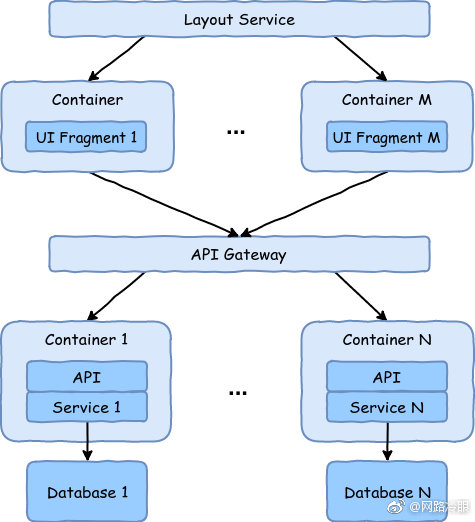 Layout Service
Container
Container M
UI Fragment 1
...
UI Fragment M
API Gateway
Container 1
Container N
API
...
API
Service 1
Service N
Database 1
Database N
@网路冷眼